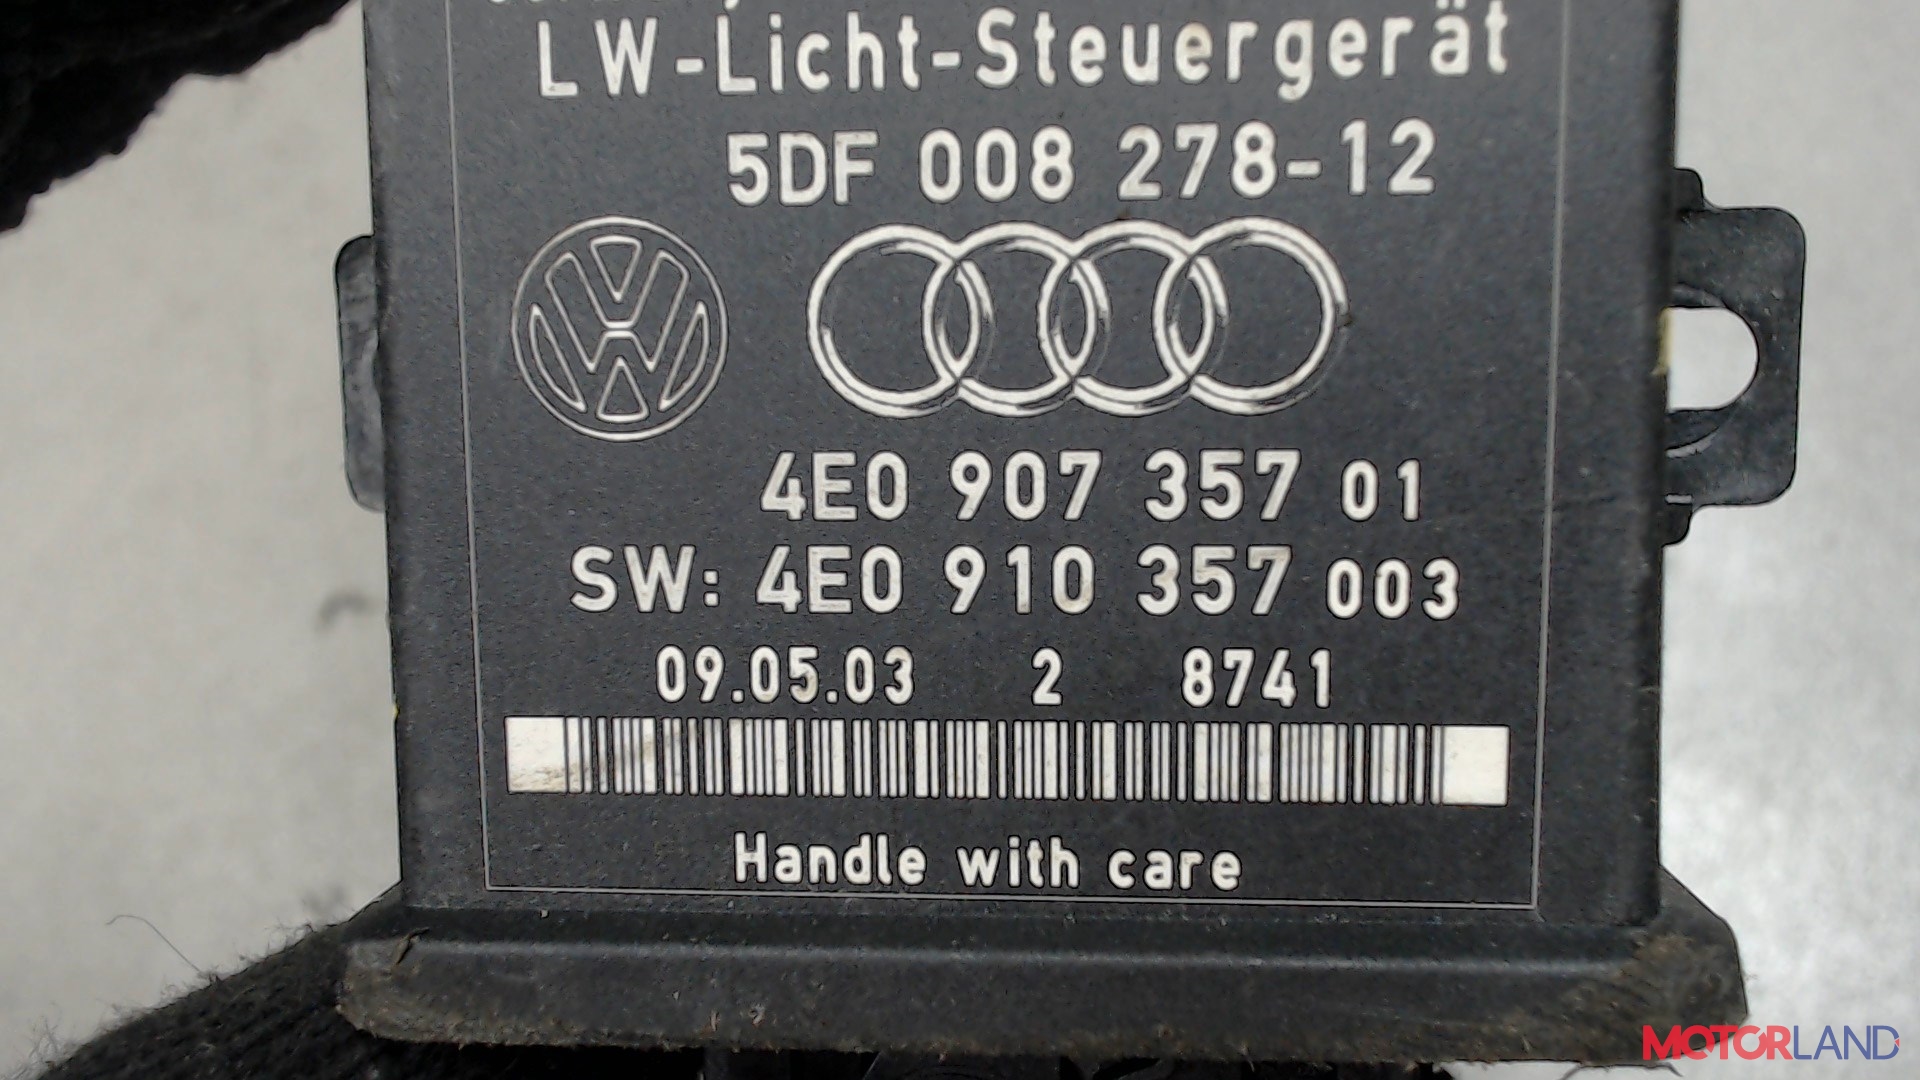 LW-Licht-Steuergerät
5DF 008 278-12
4E0 907 357 01
SW: 4E0 910 357 003
09.05.03 2 8741
Handle with care
MOTORLAND